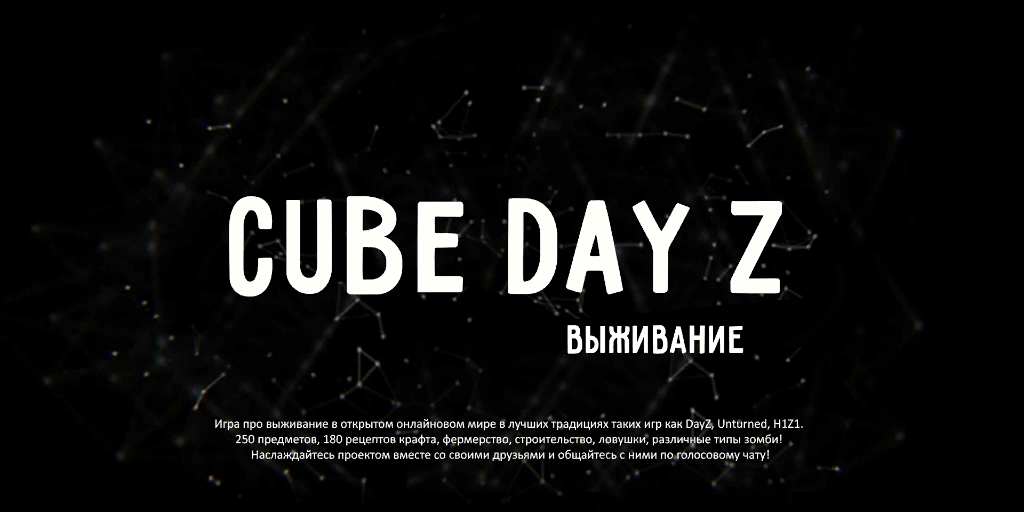 CUBE DAY Z
ВЫЖИВАНИЕ
Игра про выживание в открытом онлайновом мире в лучших традициях таких игр как DayZ, Unturned, H1Z1.
250 предметов, 180 рецептов крафта, фермерство, строительство, ловушки, различные типы зомби!
Наслаждайтесь проектом вместе со своими друзьями и общайтесь с ними по голосовому чату!